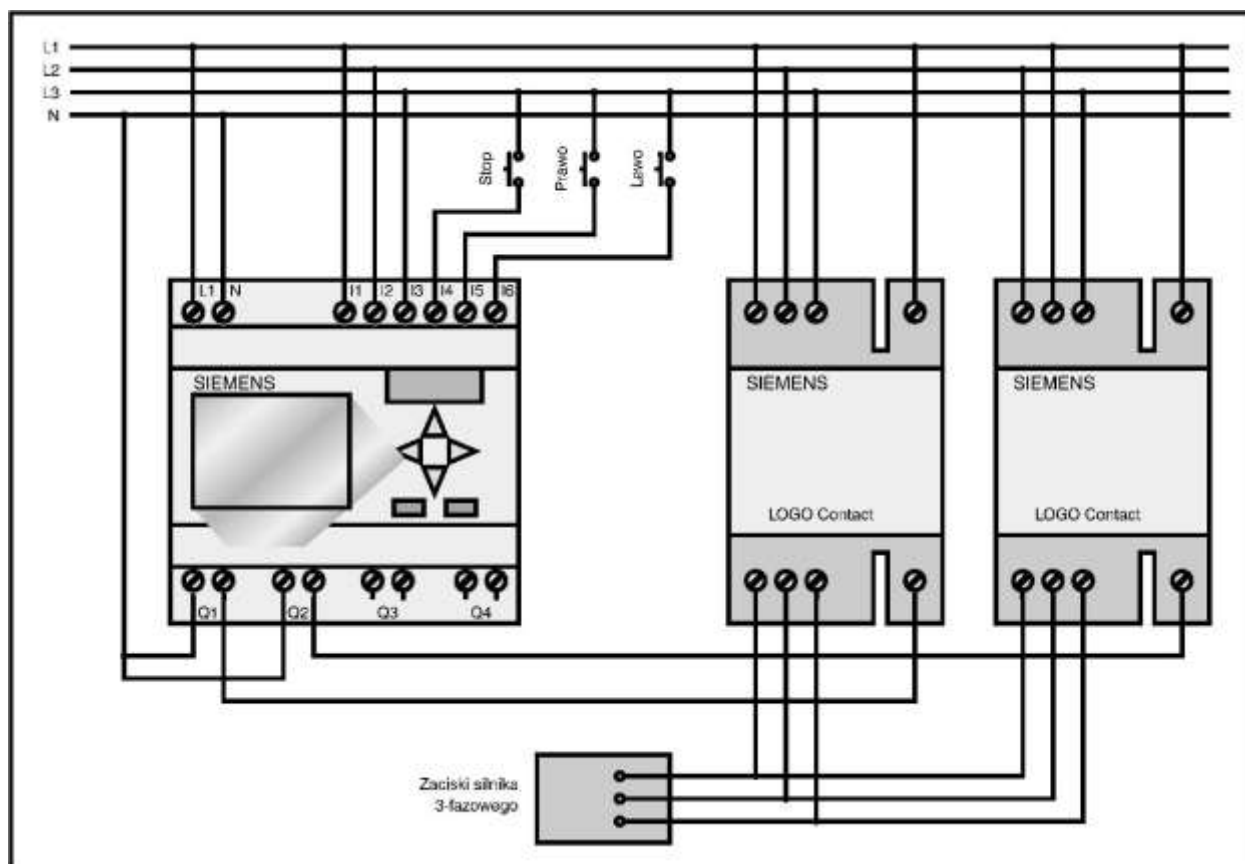 L1
L2
L3
N
Stop
Prawo
Lewo
L1 N I1 I2 I3 I4 I5 I6
SIEMENS
SIEMENS
SIEMENS
LOGO Contact
LOGO Contact
Q1 Q2 Q3 Q4
Zaciski silnika
3-fazowego